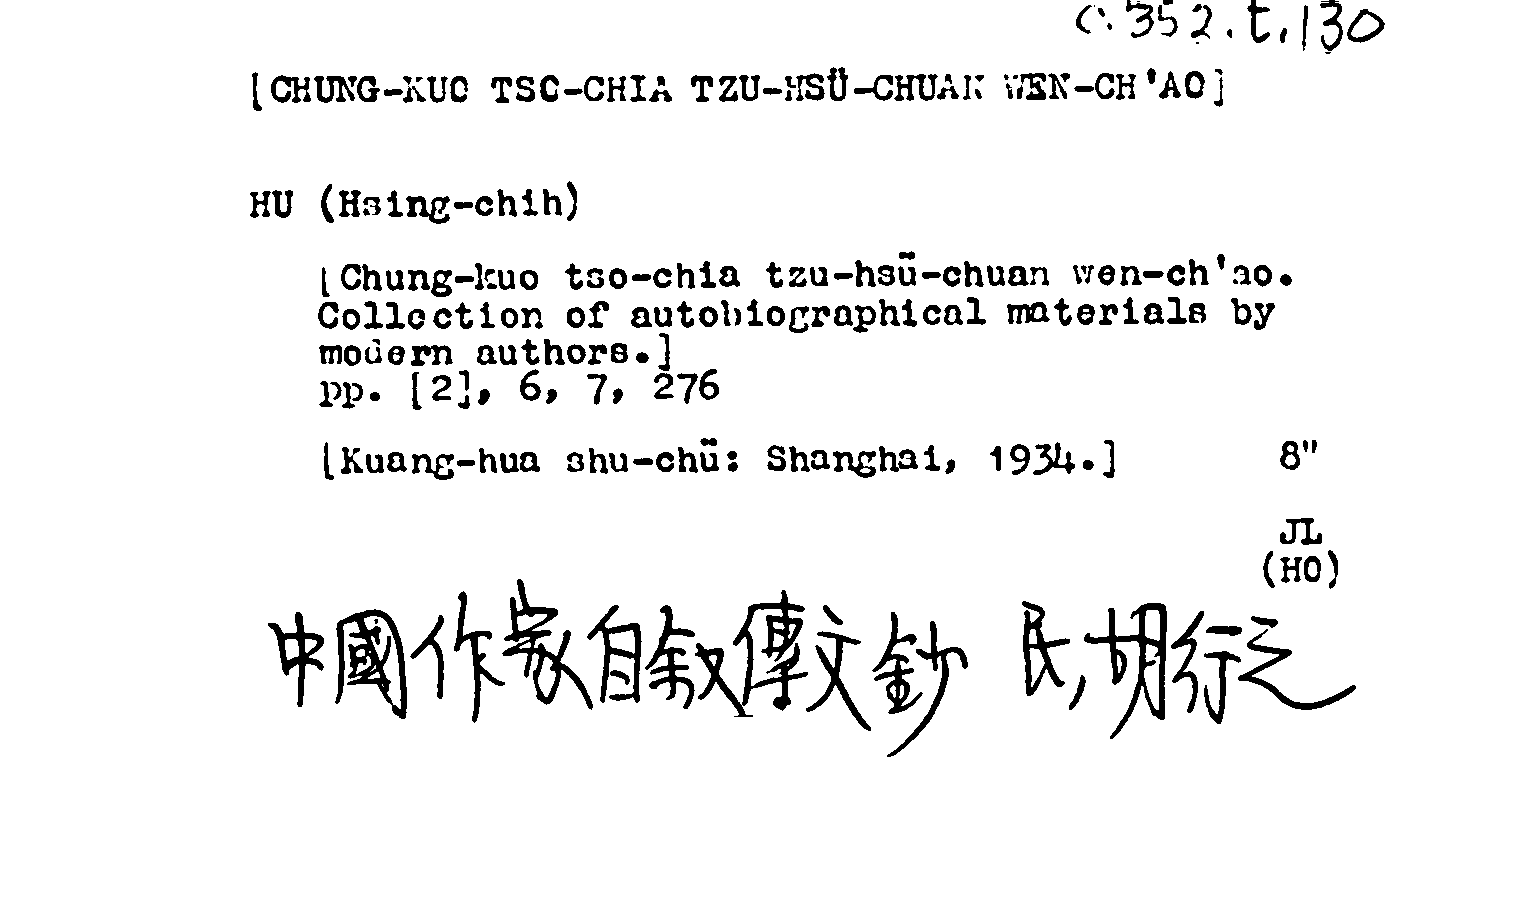 C.352.t.130
[CHUNG-KUO TSO-CHIA TZU-HSÜ-CHUAN WEN-CH'AO]
HU (Hsing-chih)
[Chung-kuo tso-chia tzu-hsü-chuan wen-ch'ao.
Collection of autobiographical materials by
modern authors.]
pp. [2], 6, 7, 276
[Kuang-hua shu-chü: Shanghai, 1934.] 8"
JL
(HO)
中國作家自敘傳文鈔 民,胡行之